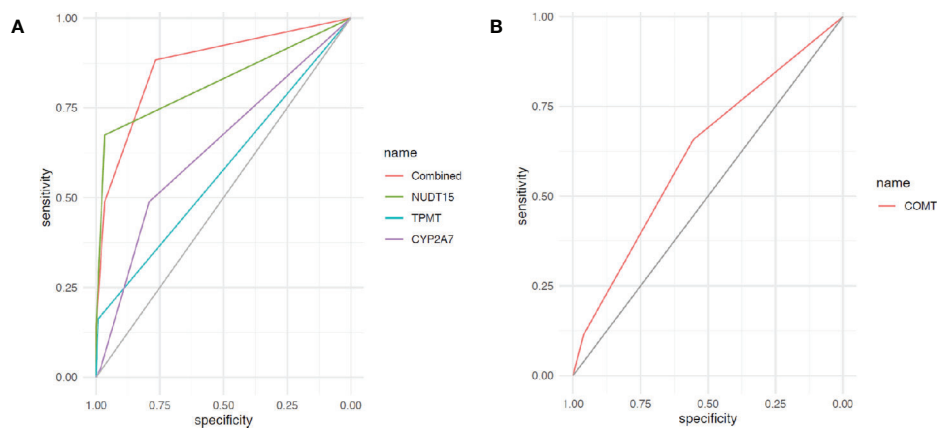 A
1.00
0.75
0.50
0.25
0.00
sensitivity
1.00 0.75 0.50 0.25 0.00
specificity
name
Combined
NUDT15
TPMT
CYP2A7
B
1.00
0.75
0.50
0.25
0.00
sensitivity
1.00 0.75 0.50 0.25 0.00
specificity
name
COMT